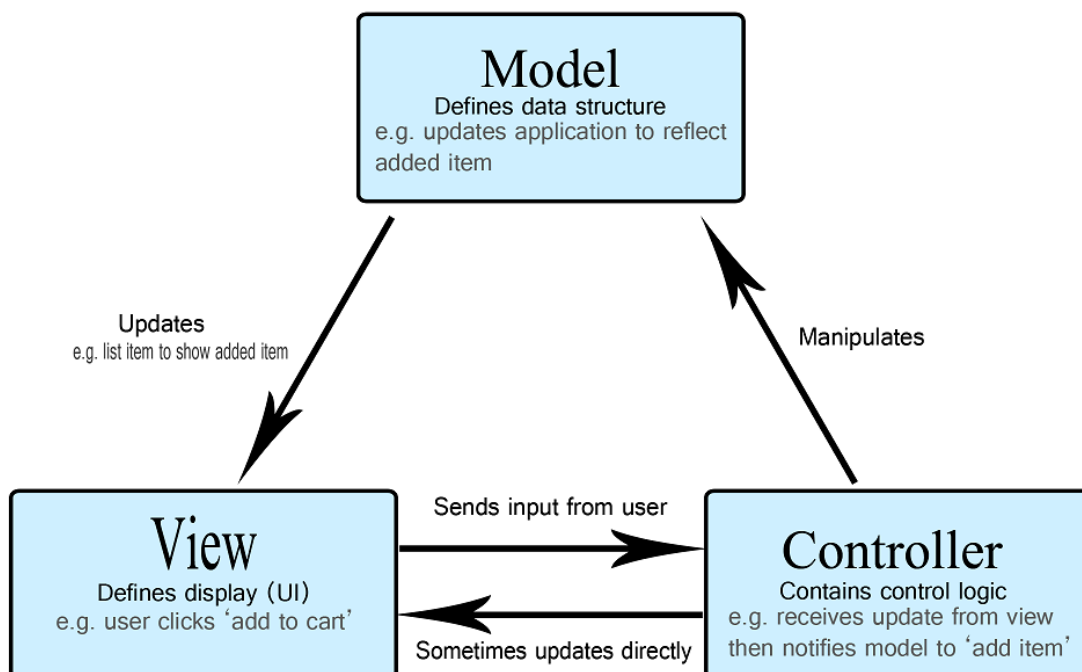 Model
Defines data structure
e.g. updates application to reflect
added item
Updates
e.g. list item to show added item
Manipulates
Sends input from user
View
Defines display (UI)
e.g. user clicks ‘add to cart’
Sometimes updates directly
Controller
Contains control logic
e.g. receives update from view
then notifies model to ‘add item’